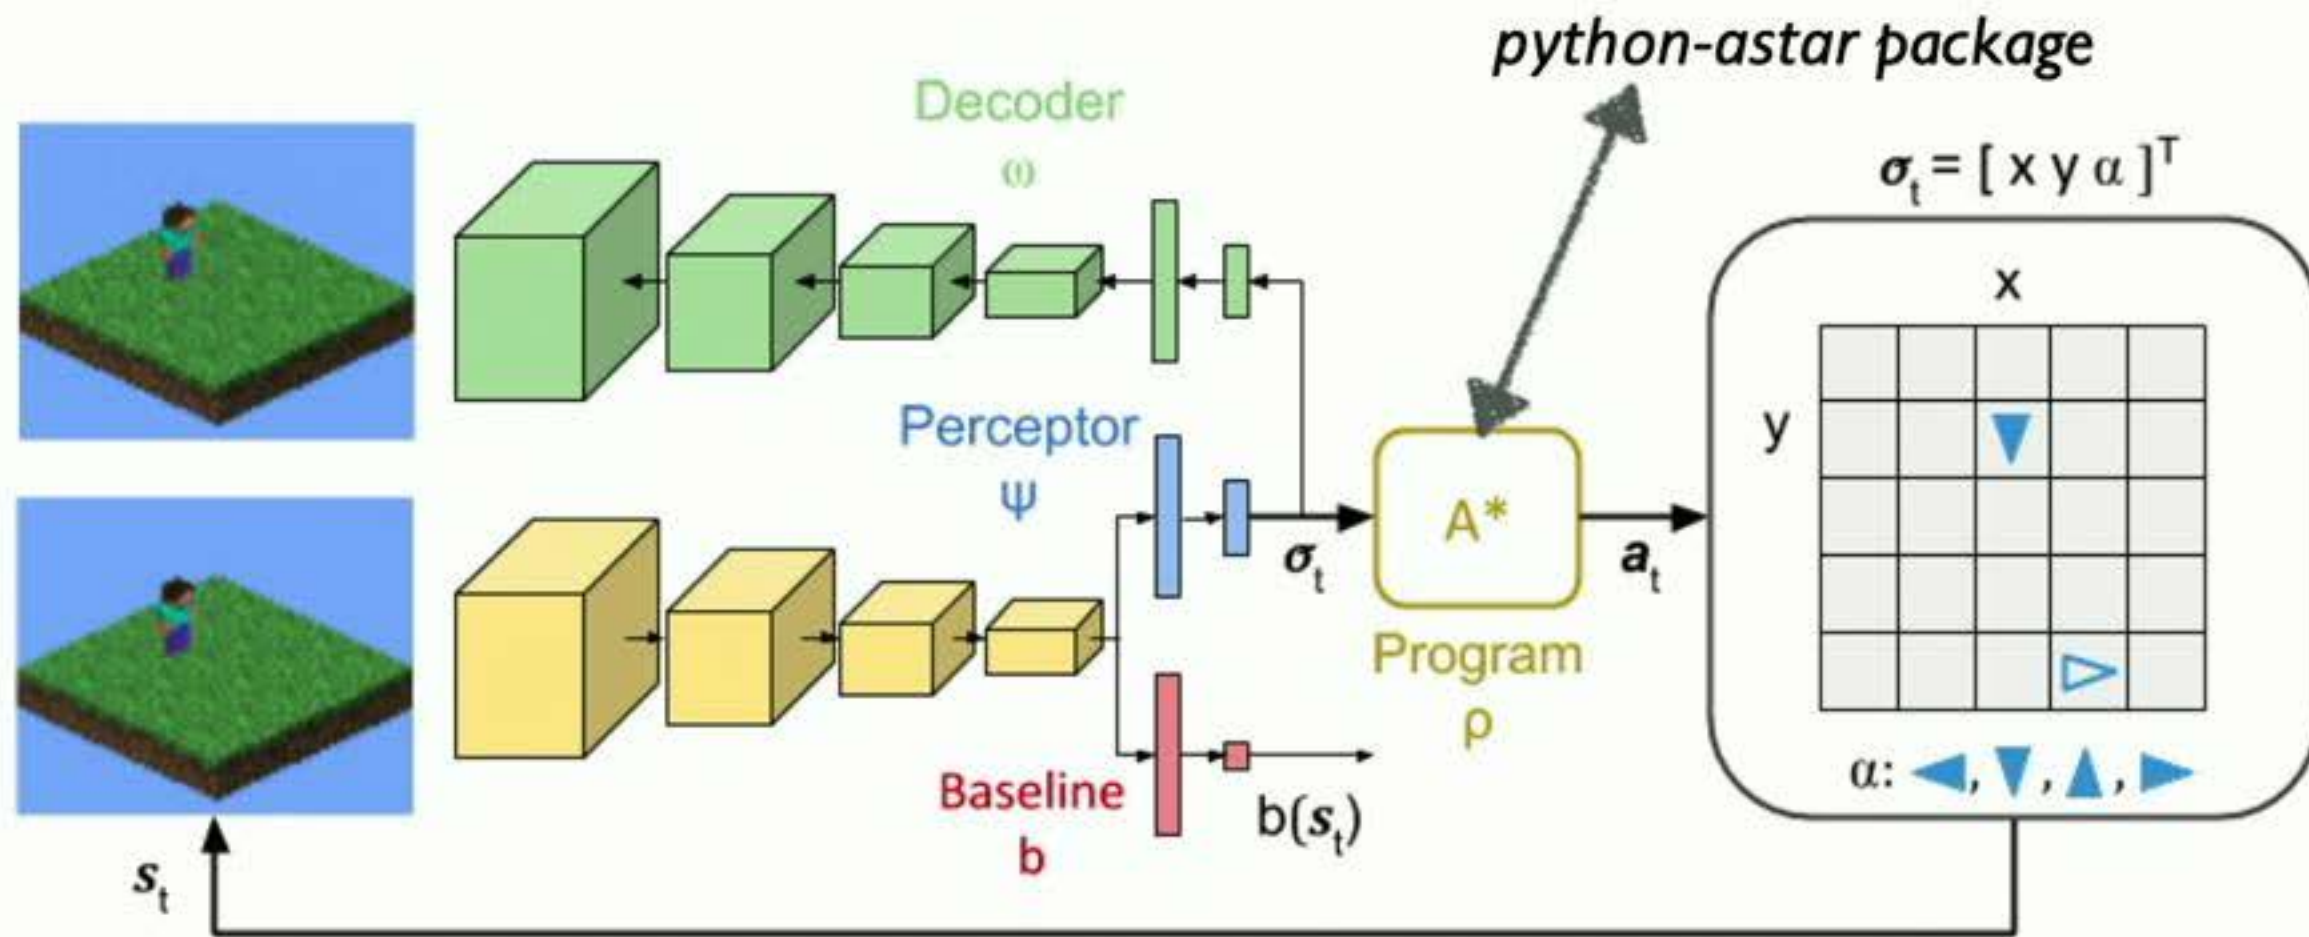 python-astar package
Decoder
ω
σt = [ x y α ]T
x
y
Perceptor
ψ
A*
σt
at
Program
ρ
α: , , ,
Baseline
b
b(st)
st